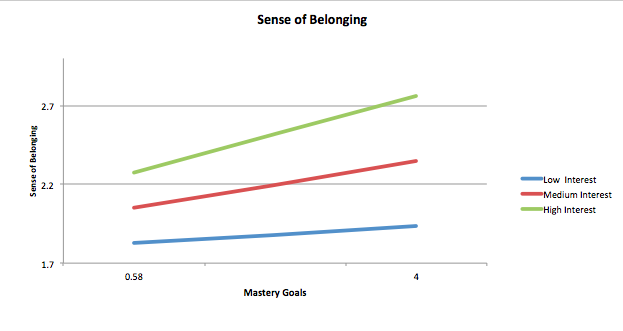 Sense of Belonging
2.7
2.2
1.7
Sense of Belonging
0.58
4
Mastery Goals
Low Interest
Medium Interest
High Interest